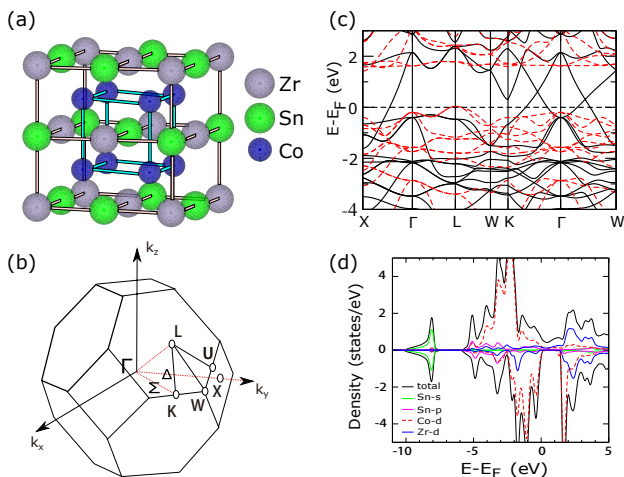 (a)
Zr
Sn
Co
(b)
k_z
L
Γ
U
Δ
Σ
X
k_y
K
W
k_x
(c)
E-E_F (eV)
2
0
-2
-4
X Γ L W K Γ W
(d)
Density (states/eV)
4
2
0
-2
-4
total
Sn-s
Sn-p
Co-d
Zr-d
-10 -5 0 5
E-E_F (eV)